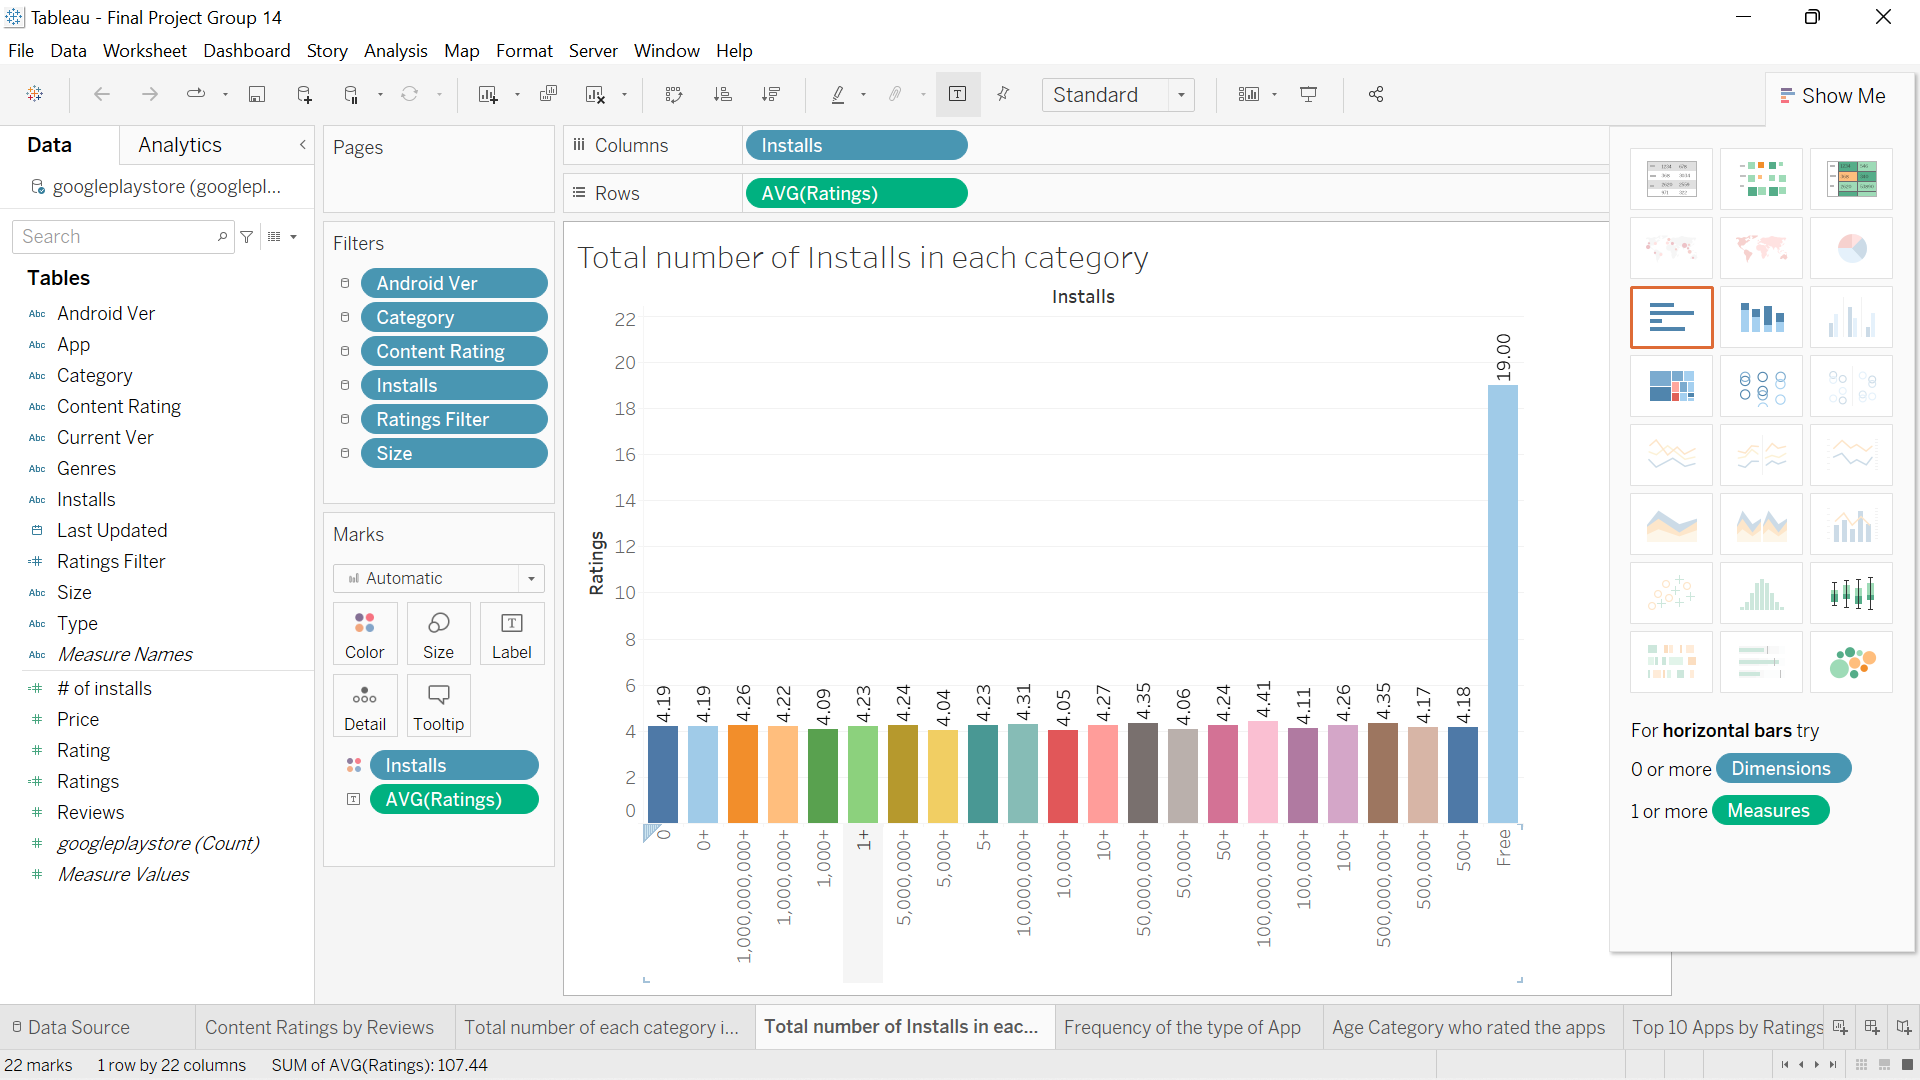 Tableau - Final Project Group 14
File Data Worksheet Dashboard Story Analysis Map Format Server Window Help
Standard
Show Me
Data
Analytics
googleplaystore (googlepl...
Search
Tables
Abc Android Ver
Abc App
Abc Category
Abc Content Rating
Abc Current Ver
Abc Genres
Abc Installs
Last Updated
Ratings Filter
Abc Size
Abc Type
Abc Measure Names
# of installs
Price
Rating
Ratings
Reviews
googleplaystore (Count)
Measure Values
Pages
Filters
Android Ver
Category
Content Rating
Installs
Ratings Filter
Size
Marks
Automatic
Color
Size
Label
Detail
Tooltip
Installs
AVG(Ratings)
Columns
Installs
Rows
AVG(Ratings)
Total number of Installs in each category
Installs
Ratings
22
20
18
16
14
12
10
8
6
4
2
0
4.19
4.19
4.26
4.22
4.09
4.23
4.24
4.04
4.23
4.31
4.05
4.27
4.35
4.06
4.24
4.41
4.11
4.26
4.35
4.17
4.18
19.00
0
0+
1,000,000,000+
1,000,000+
1,000+
1+
5,000,000+
5,000+
5+
10,000,000+
10,000+
10+
50,000,000+
50,000+
50+
100,000,000+
100,000+
100+
500,000,000+
500,000+
500+
Free
For horizontal bars try
0 or more Dimensions
1 or more Measures
Data Source
Content Ratings by Reviews
Total number of each category i...
Total number of Installs in eac...
Frequency of the type of App
Age Category who rated the apps
Top 10 Apps by Ratings
22 marks
1 row by 22 columns
SUM of AVG(Ratings): 107.44